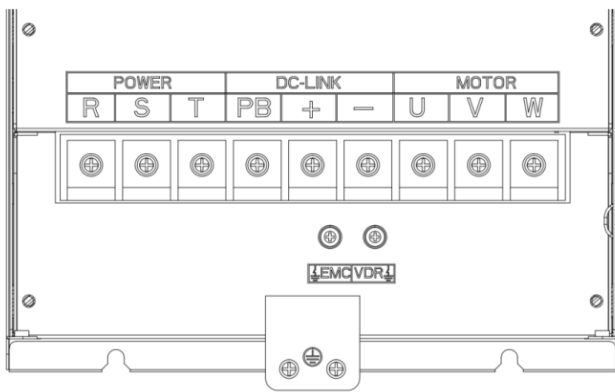 POWER DC-LINK MOTOR
R S T PB + − U V W
EMC VDR